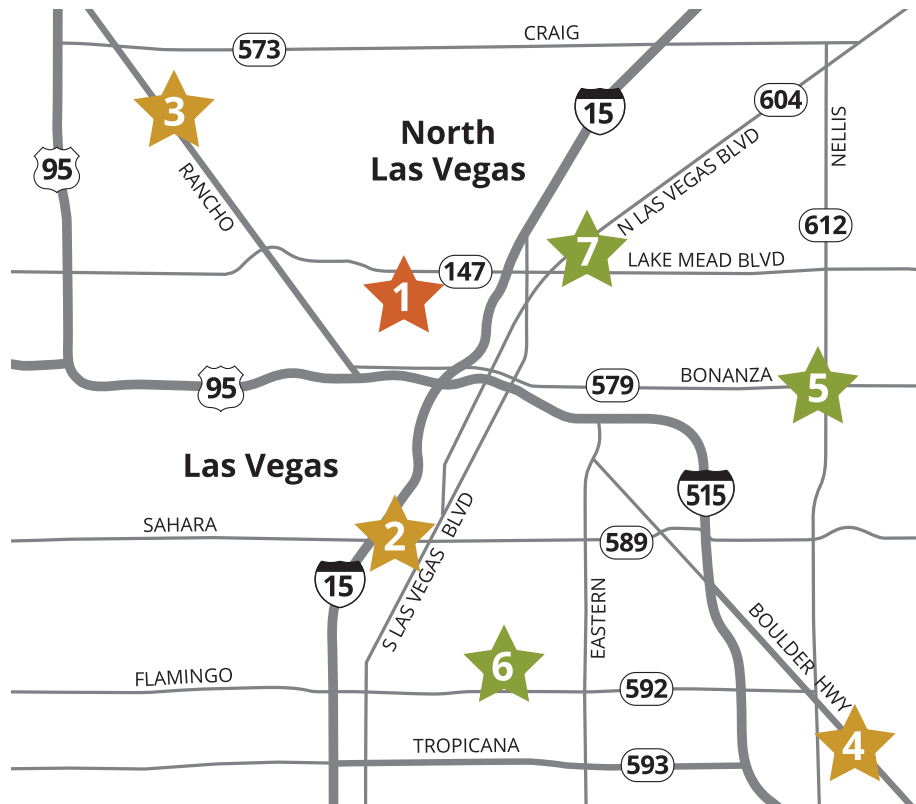 CRAIG
573
604
3
15
NELLIS
North
Las Vegas
95
RANCHO
N LAS VEGAS BLVD
612
7
LAKE MEAD BLVD
147
1
95
579
BONANZA
5
Las Vegas
515
S LAS VEGAS BLVD
SAHARA
2
589
15
EASTERN
BOULDER HWY
6
FLAMINGO
592
4
TROPICANA
593